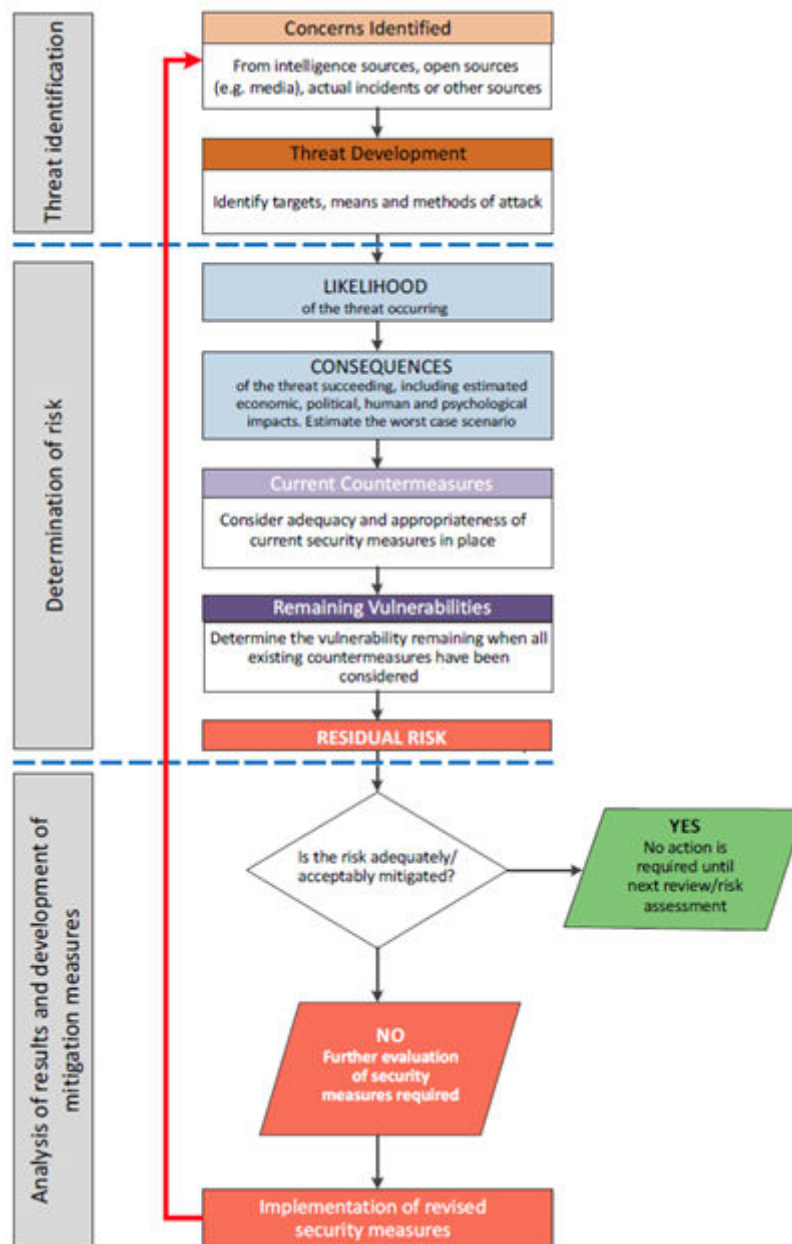 Threat identification
Concerns Identified
From intelligence sources, open sources
(e.g. media), actual incidents or other sources
Threat Development
Identify targets, means and methods of attack
Determination of risk
LIKELIHOOD
of the threat occurring
CONSEQUENCES
of the threat succeeding, including estimated
economic, political, human and psychological
impacts. Estimate the worst case scenario
Current Countermeasures
Consider adequacy and appropriateness of
current security measures in place
Remaining Vulnerabilities
Determine the vulnerability remaining when all
existing countermeasures have been
considered
RESIDUAL RISK
Analysis of results and development of
mitigation measures
Is the risk adequately/
acceptably mitigated?
YES
No action is
required until
next review/risk
assessment
NO
Further evaluation
of security
measures required
Implementation of revised
security measures